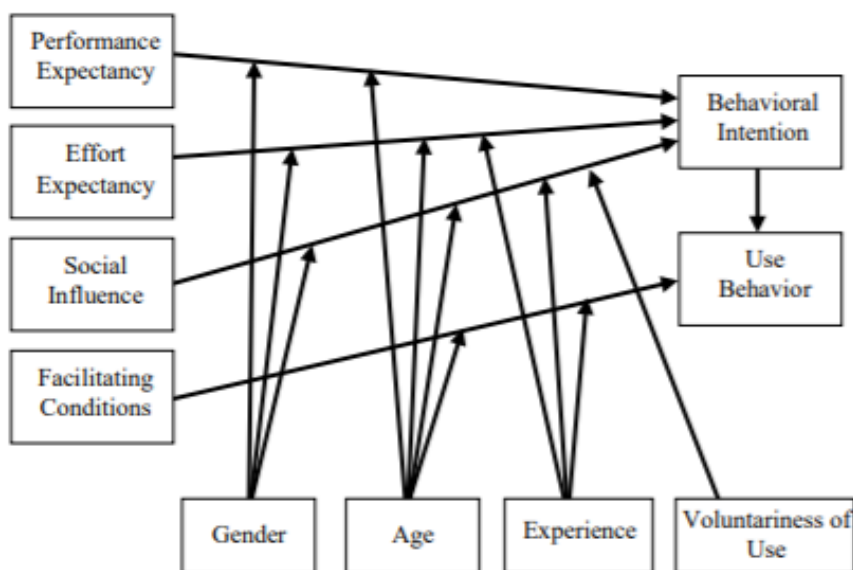 Performance
Expectancy
Effort
Expectancy
Social
Influence
Facilitating
Conditions
Behavioral
Intention
Use
Behavior
Gender
Age
Experience
Voluntariness of
Use